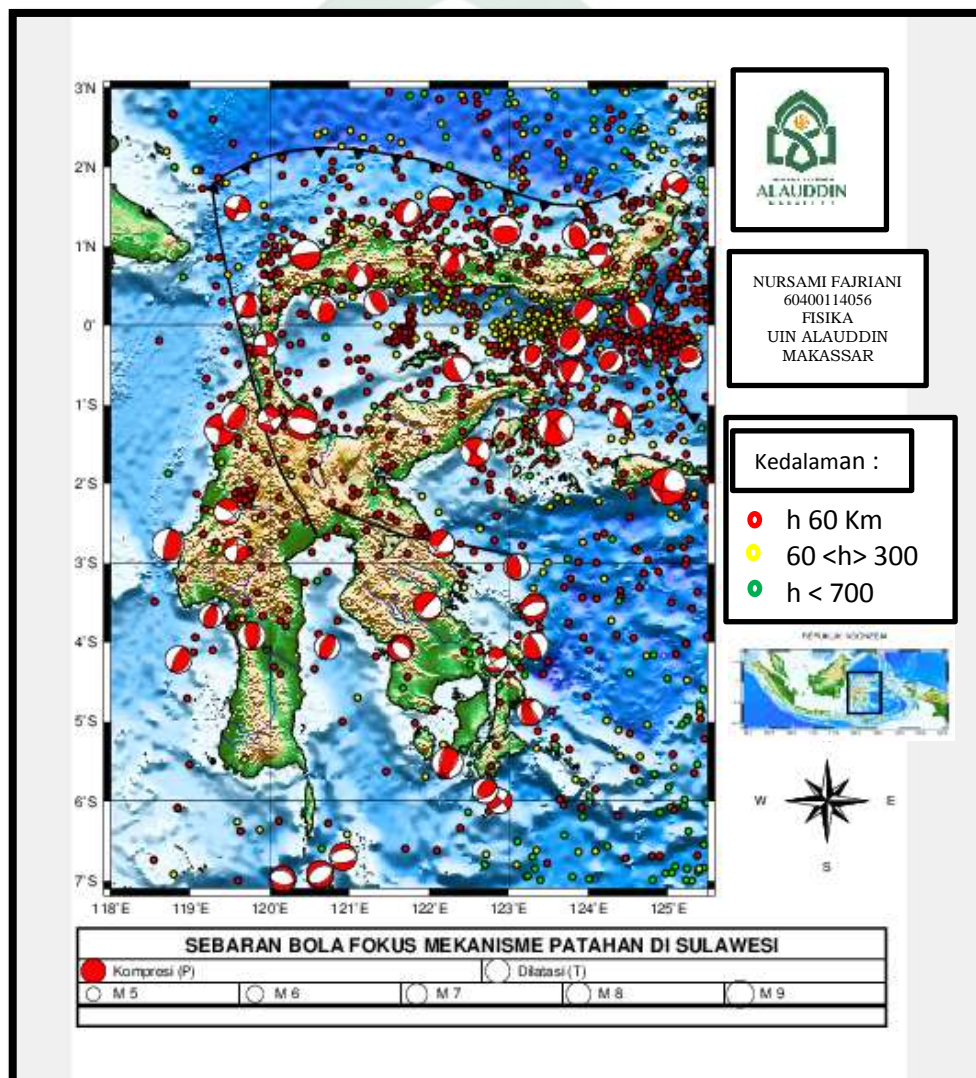 3°N
2°N
1°N
0°
1°S
2°S
3°S
4°S
5°S
6°S
7°S
118°E 119°E 120°E 121°E 122°E 123°E 124°E 125°E
ALAUDDIN
NURSAMI FAJRIANI
60400114056
FISIKA
UIN ALAUDDIN
MAKASSAR
Kedalaman :
h 60 Km
60 <h> 300
h < 700
REPUBLIK INDONESIA
W E
S
SEBARAN BOLA FOKUS MEKANISME PATAHAN DI SULAWESI
Kompresi (P) Dilatasi (T)
M 5 M 6 M 7 M 8 M 9